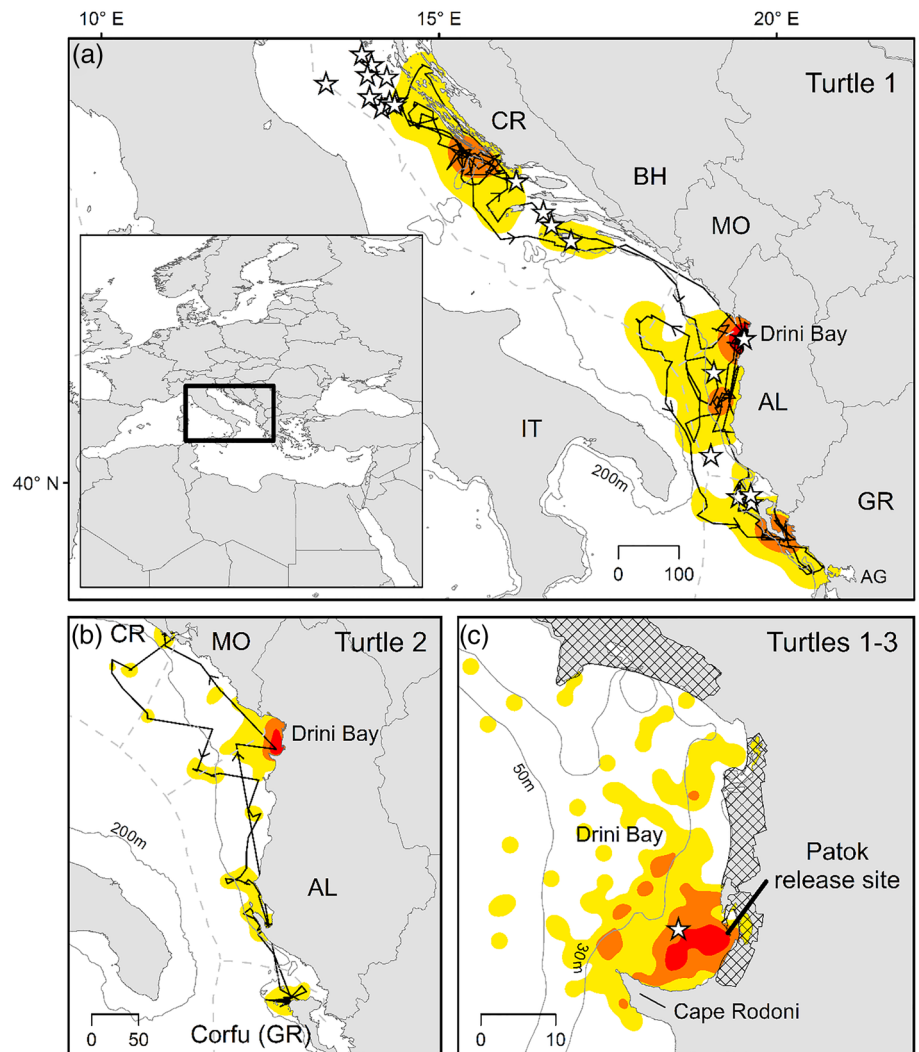 10° E
15° E
20° E
(a)
Turtle 1
CR
BH
MO
Drini Bay
IT
AL
40° N
200m
GR
0
100
AG
(b)
CR
MO
Turtle 2
Drini Bay
200m
AL
0
50
Corfu (GR)
(c)
Turtles 1-3
50m
Drini Bay
Patok
release site
30m
Cape Rodoni
0
10